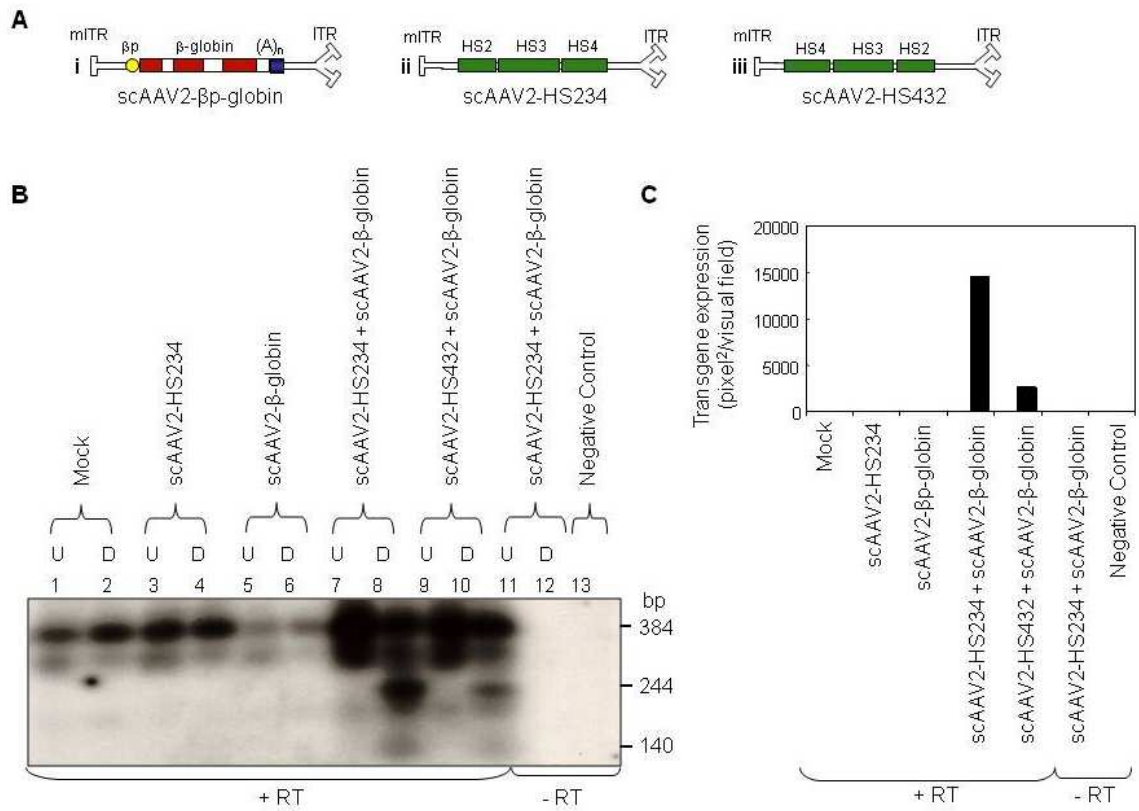 A
mITR βp β-globin (A)n ITR
i
scAAV2-βp-globin
mITR HS2 HS3 HS4 ITR
ii
scAAV2-HS234
mITR HS4 HS3 HS2 ITR
iii
scAAV2-HS432
B
Mock
scAAV2-HS234
scAAV2-β-globin
scAAV2-HS234 + scAAV2-β-globin
scAAV2-HS432 + scAAV2-β-globin
scAAV2-HS234 + scAAV2-β-globin
Negative Control
U D U D U D U D U D U D
1 2 3 4 5 6 7 8 9 10 11 12 13
bp
384
244
140
+ RT - RT
C
Transgene expression
(pixel²/visual field)
20000
15000
10000
5000
0
Mock
scAAV2-HS234
scAAV2-βp-globin
scAAV2-HS234 + scAAV2-β-globin
scAAV2-HS432 + scAAV2-β-globin
scAAV2-HS234 + scAAV2-β-globin
Negative Control
+ RT - RT